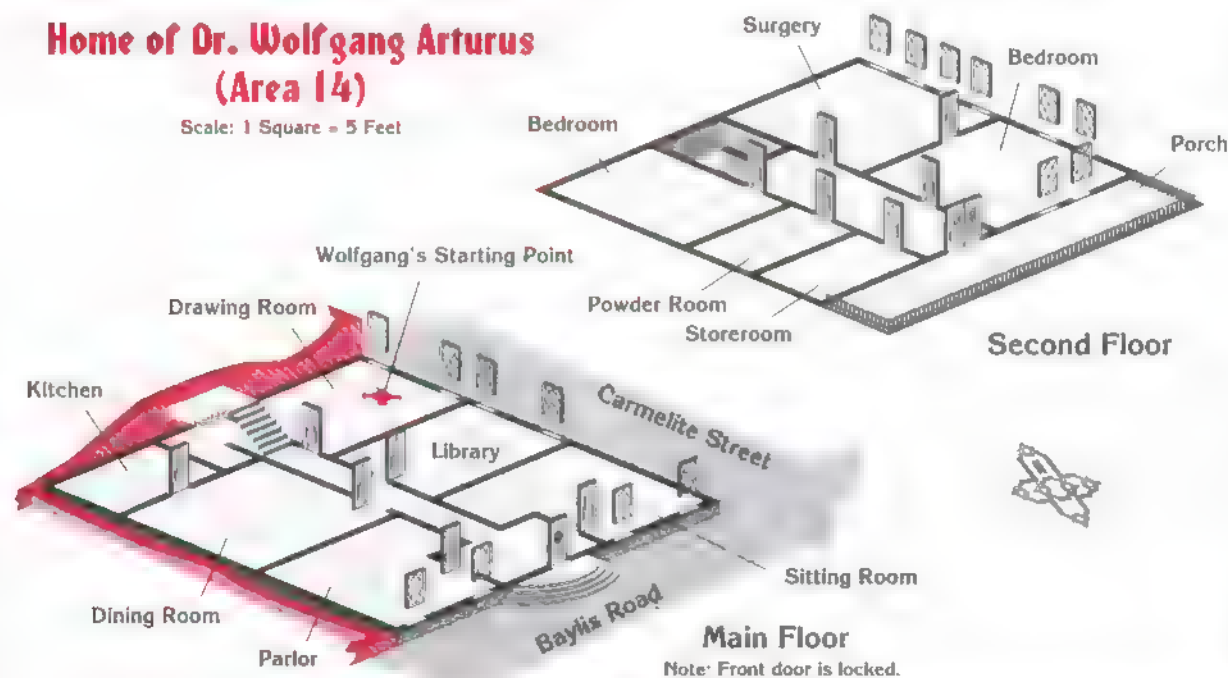 Home of Dr. Wolfgang Arturus
(Area 14)
Scale: 1 Square = 5 Feet
Surgery
Bedroom
Bedroom
Porch
Powder Room
Storeroom
Second Floor
Wolfgang's Starting Point
Drawing Room
Kitchen
Library
Carmelite Street
Sitting Room
Dining Room
Parlor
Baylix Road
Main Floor
Note: Front door is locked.